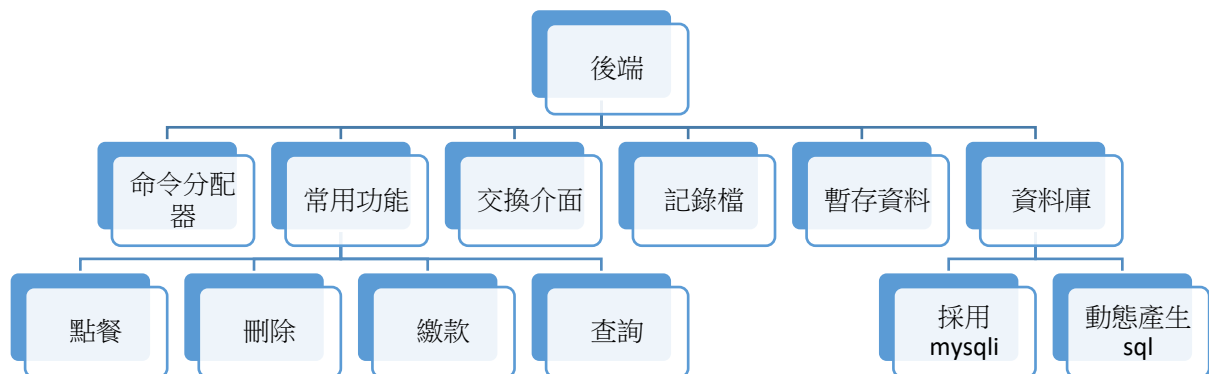 後端
命令分配
器
常用功能
交換介面
記錄檔
暫存資料
資料庫
點餐
刪除
繳款
查詢
採用
mysqli
動態產生
sql